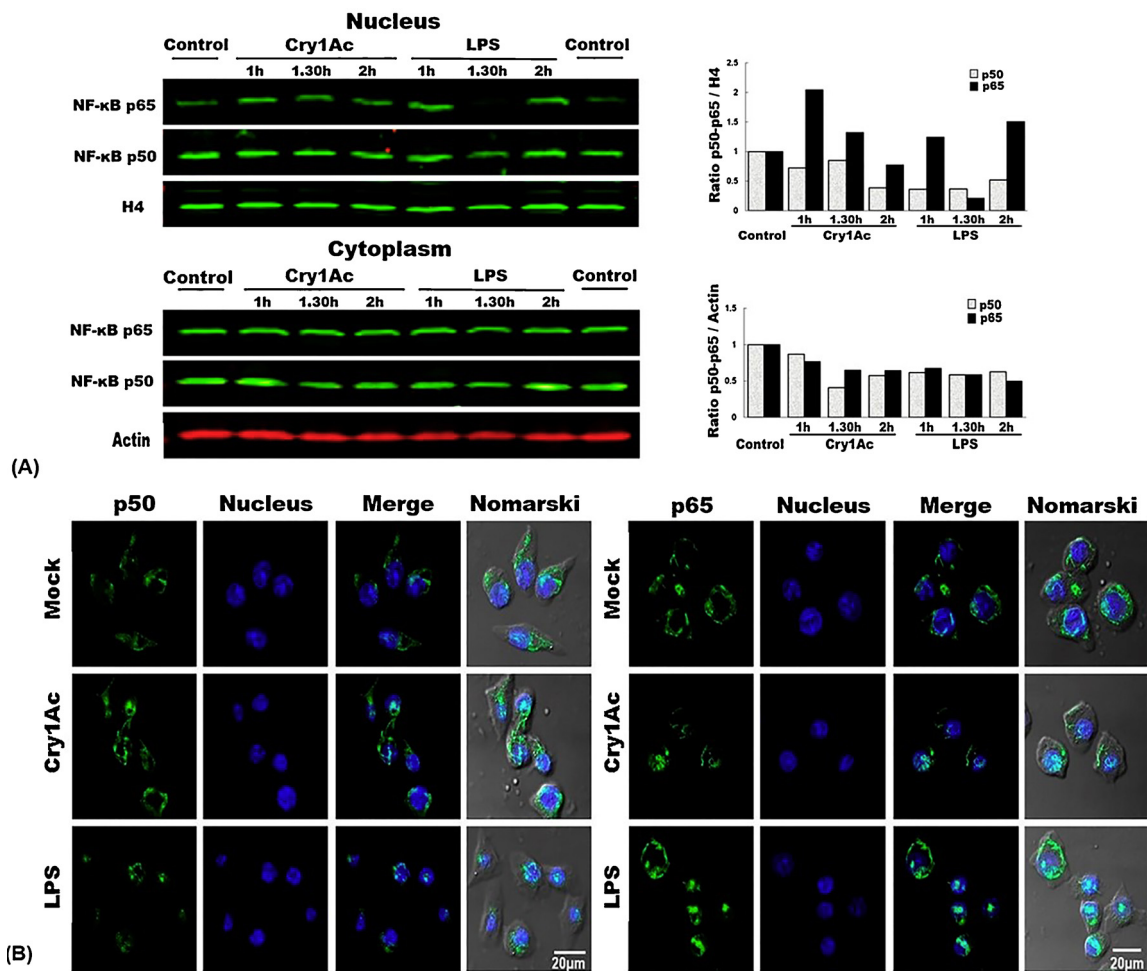 Nucleus
Control Cry1Ac LPS Control
1h 1.30h 2h 1h 1.30h 2h
NF-κB p65
NF-κB p50
H4
Cytoplasm
Control Cry1Ac LPS Control
1h 1.30h 2h 1h 1.30h 2h
NF-κB p65
NF-κB p50
Actin
2.5
2
1.5
1
0.5
0
Ratio p50-p65 / H4
p50
p65
1h 1.30h 2h 1h 1.30h 2h
Control Cry1Ac LPS
2
1.5
1
0.5
0
Ratio p50-p65 / Actin
p50
p65
1h 1.30h 2h 1h 1.30h 2h
Control Cry1Ac LPS
(A)
p50 Nucleus Merge Nomarski p65 Nucleus Merge Nomarski
Mock Mock
Cry1Ac Cry1Ac
LPS LPS
20µm 20µm
(B)